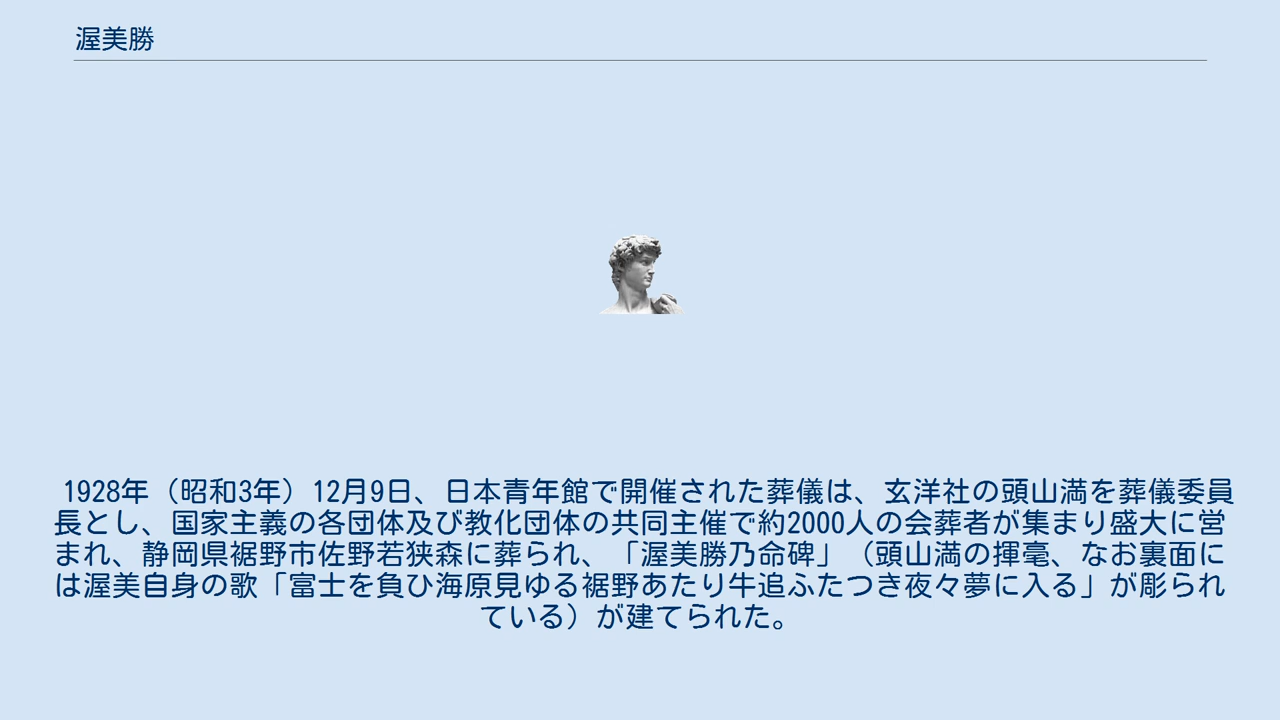 渥美勝
1928年（昭和3年）12月9日、日本青年館で開催された葬儀は、玄洋社の頭山満を葬儀委員
長とし、国家主義の各団体及び教化団体の共同主催で約2000人の会葬者が集まり盛大に営
まれ、静岡県裾野市佐野若狭森に葬られ、「渥美勝乃命碑」（頭山満の揮毫、なお裏面に
は渥美自身の歌「富士を負ひ海原見ゆる裾野あたり牛追ふたつき夜々夢に入る」が彫られ
ている）が建てられた。